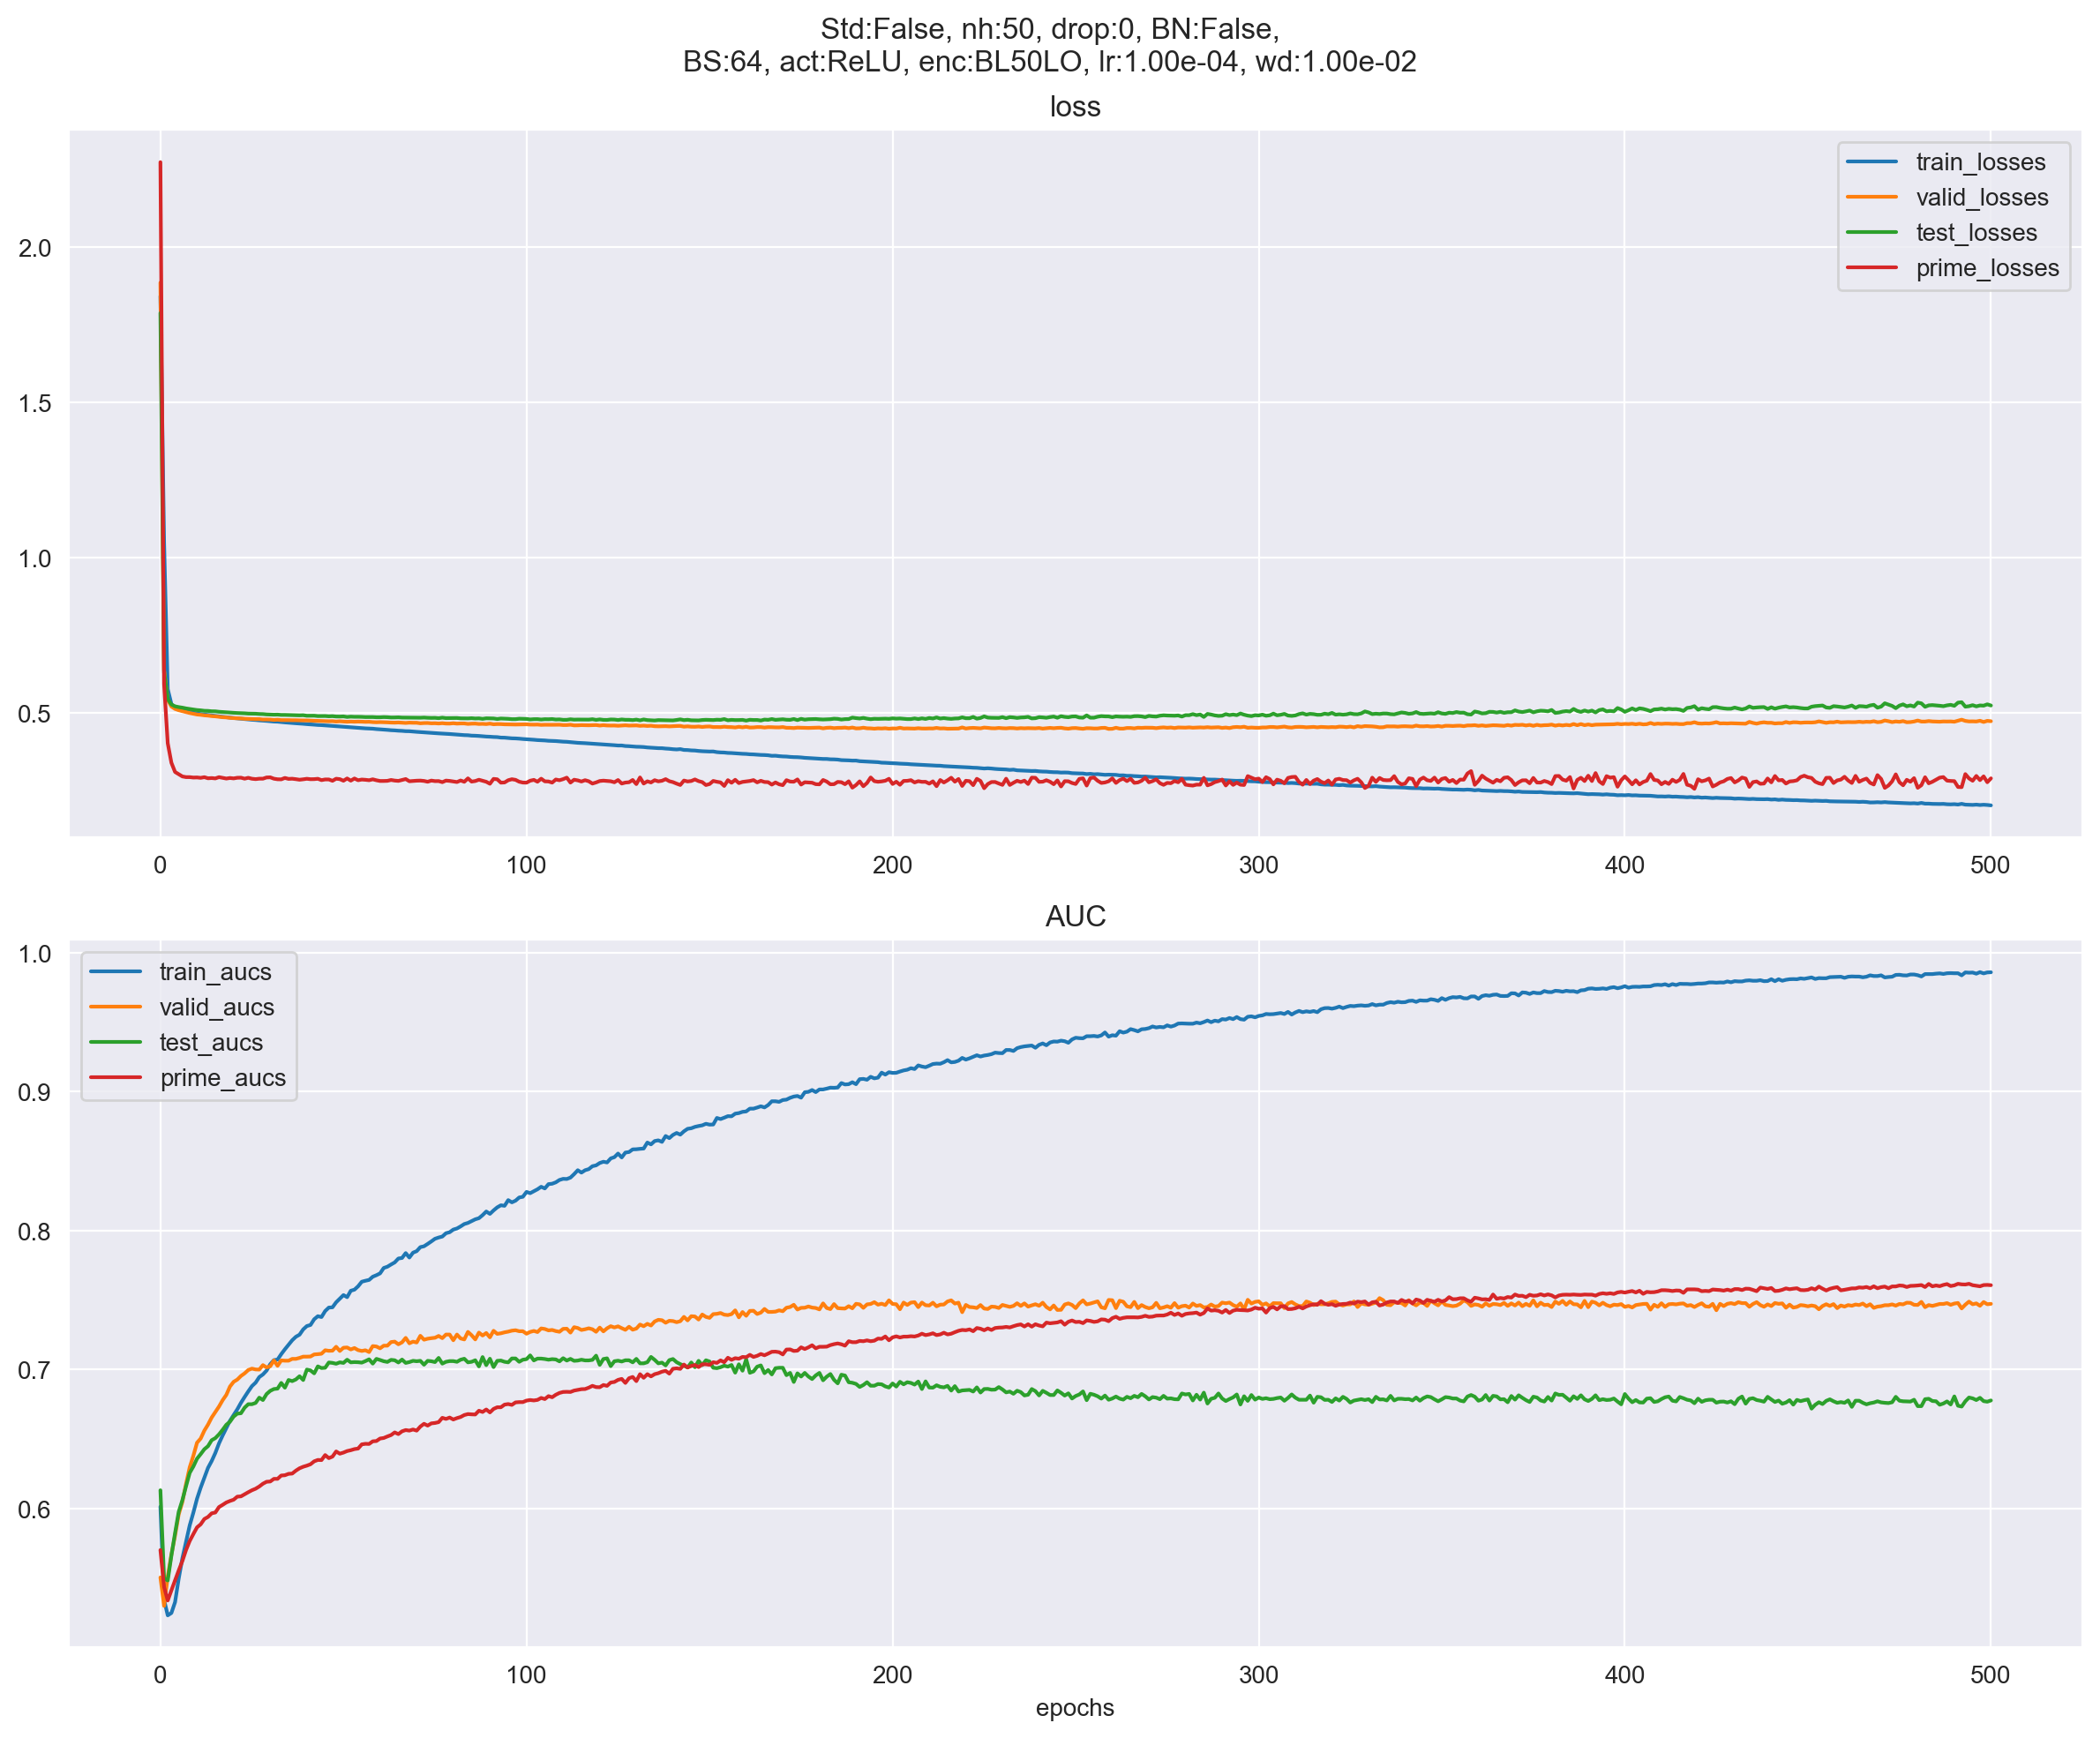 Std:False, nh:50, drop:0, BN:False,
BS:64, act:ReLU, enc:BL50LO, lr:1.00e-04, wd:1.00e-02
loss
train_losses
valid_losses
test_losses
prime_losses
2.0
1.5
1.0
0.5
0 100 200 300 400 500
AUC
train_aucs
valid_aucs
test_aucs
prime_aucs
1.0
0.9
0.8
0.7
0.6
0 100 200 300 400 500
epochs